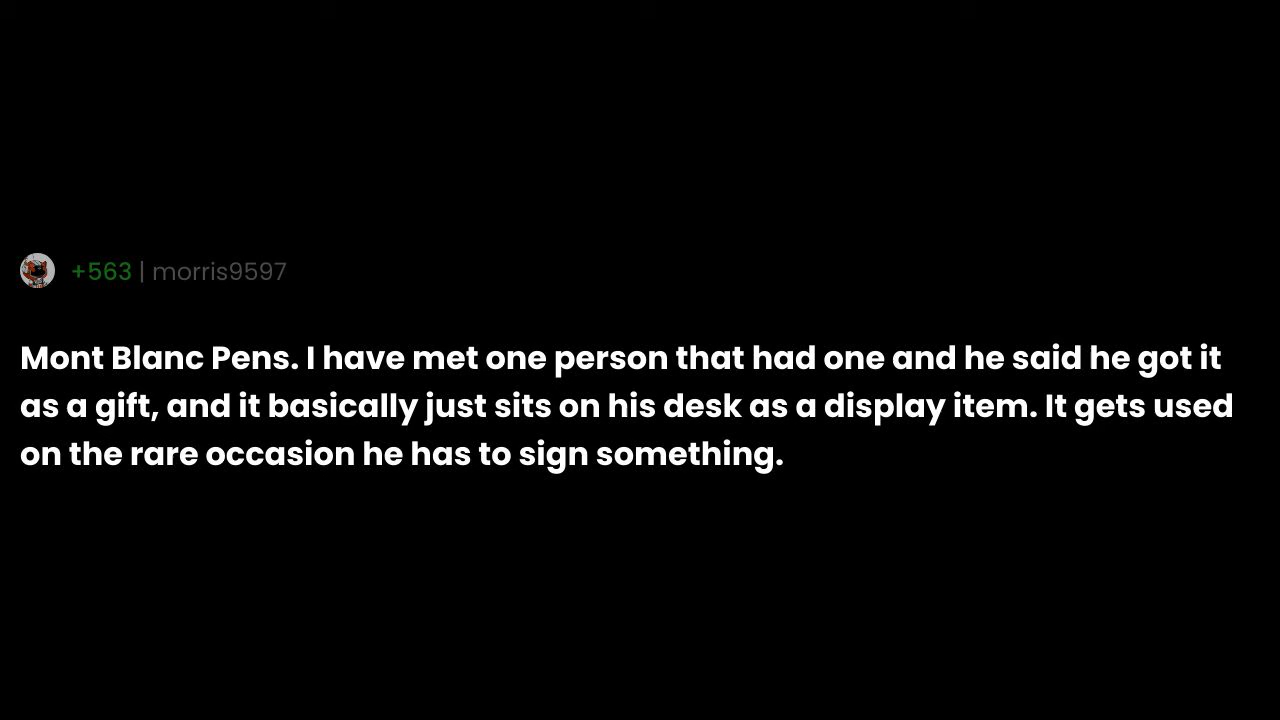 +563 | morris9597
Mont Blanc Pens. I have met one person that had one and he said he got it
as a gift, and it basically just sits on his desk as a display item. It gets used
on the rare occasion he has to sign something.